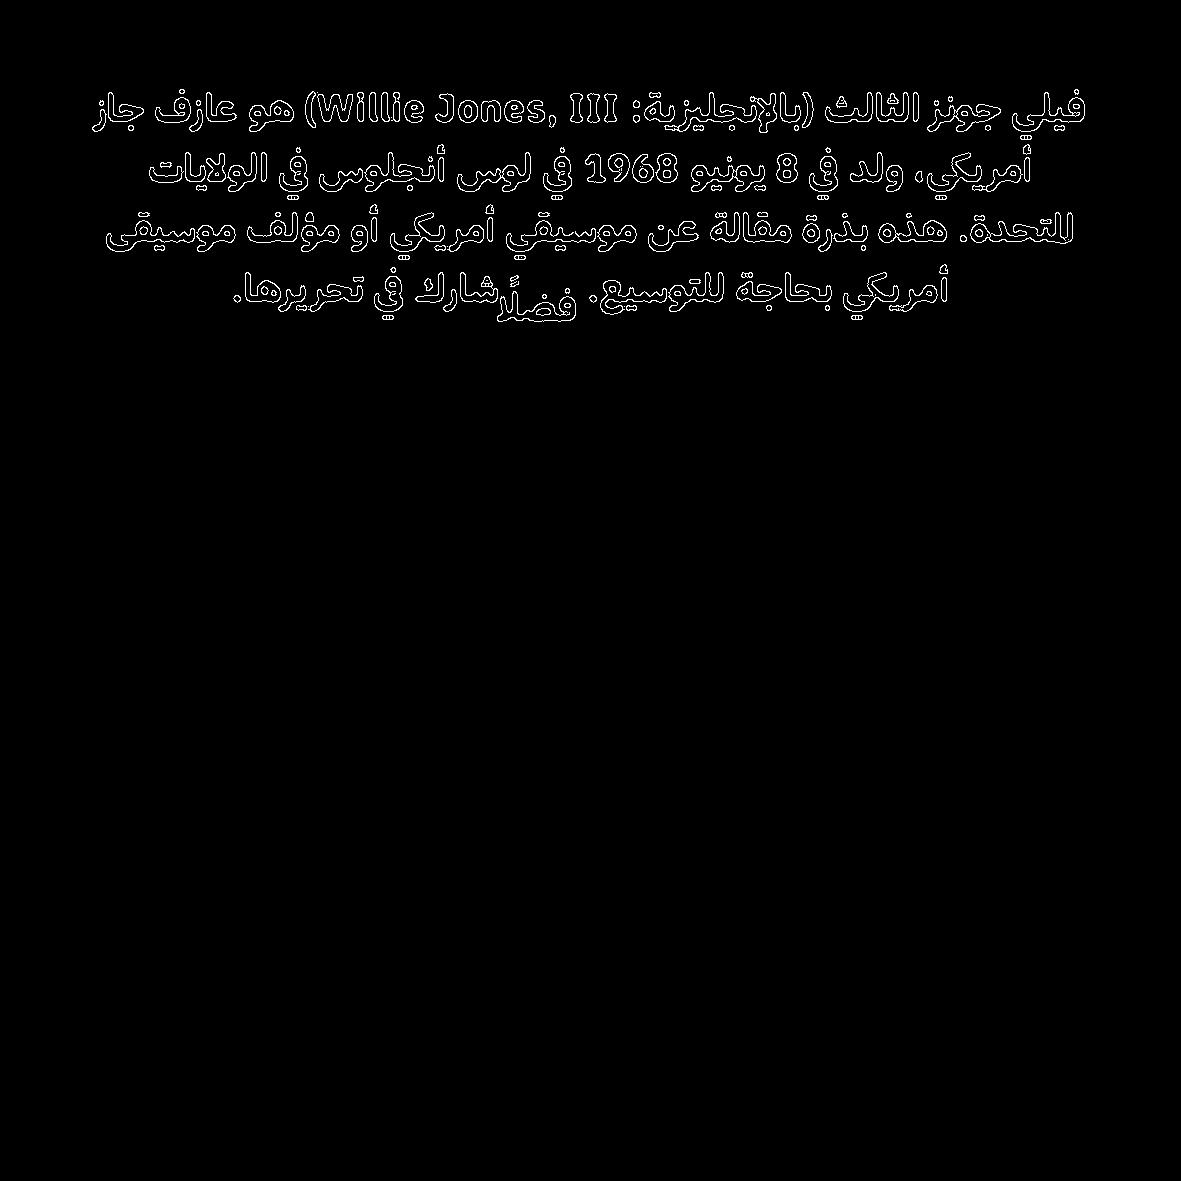 فيلي جونز الثالث (بالإنجليزية: Willie Jones, III) هو عازف جاز
أمريكي، ولد في 8 يونيو 1968 في لوس أنجلوس في الولايات
المتحدة. هذه بذرة مقالة عن موسيقي أمريكي أو مؤلف موسيقى
أمريكي بحاجة للتوسيع. فضلًا شارك في تحريرها.